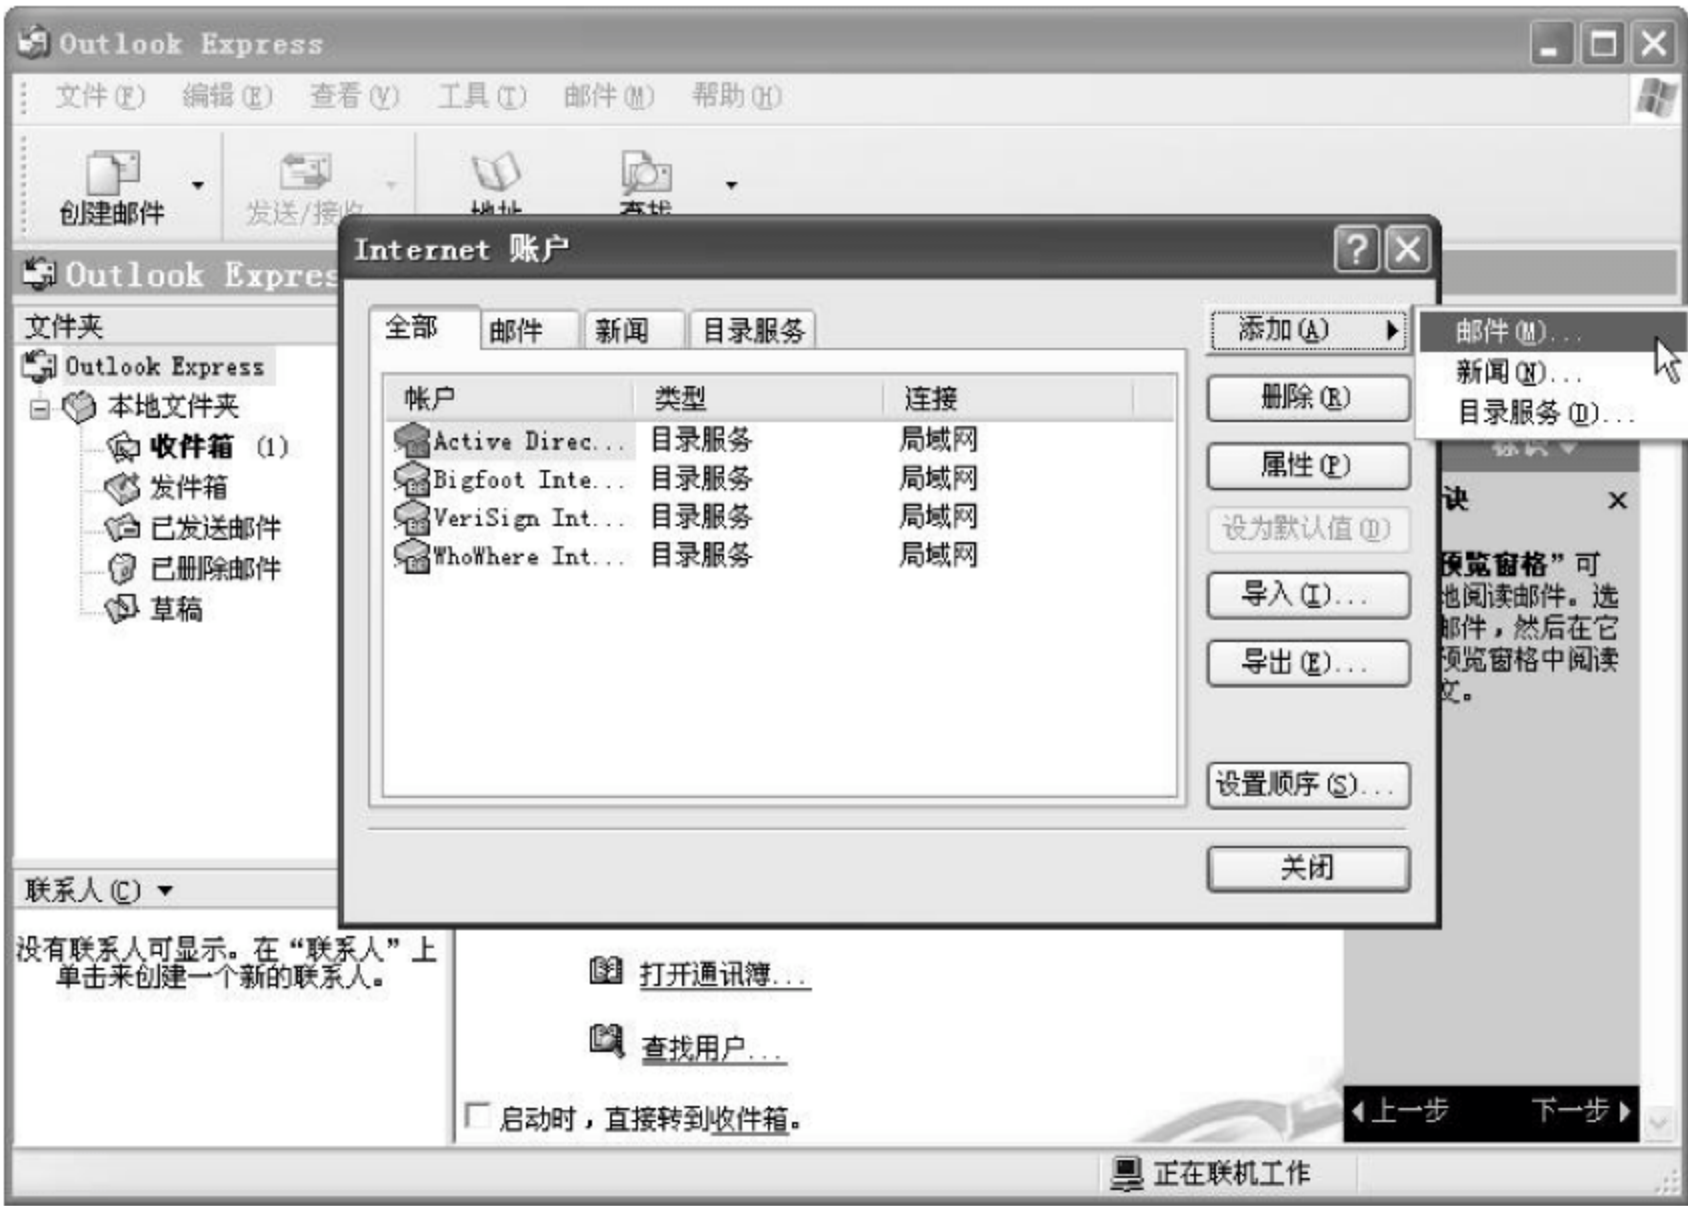 Outlook Express
文件(F) 编辑(E) 查看(V) 工具(T) 邮件(M) 帮助(H)
创建邮件 发送/接收 地址 查找
Outlook Expres
Internet 账户
全部 邮件 新闻 目录服务
帐户 类型 连接
Active Direc... 目录服务 局域网
Bigfoot Inte... 目录服务 局域网
VeriSign Int... 目录服务 局域网
WhoWhere Int... 目录服务 局域网
添加(A)
删除(R)
属性(P)
设为默认值(D)
导入(I)...
导出(E)...
设置顺序(S)...
关闭
邮件(M)...
新闻(N)...
目录服务(D)...
文件夹
Outlook Express
本地文件夹
收件箱 (1)
发件箱
已发送邮件
已删除邮件
草稿
联系人(C)
没有联系人可显示。在“联系人”上
单击来创建一个新的联系人。
打开通讯簿...
查找用户...
启动时，直接转到收件箱。
诀
预览窗格”可
地阅读邮件。选
邮件，然后在它
预览窗格中阅读
文。
上一步 下一步
正在联机工作